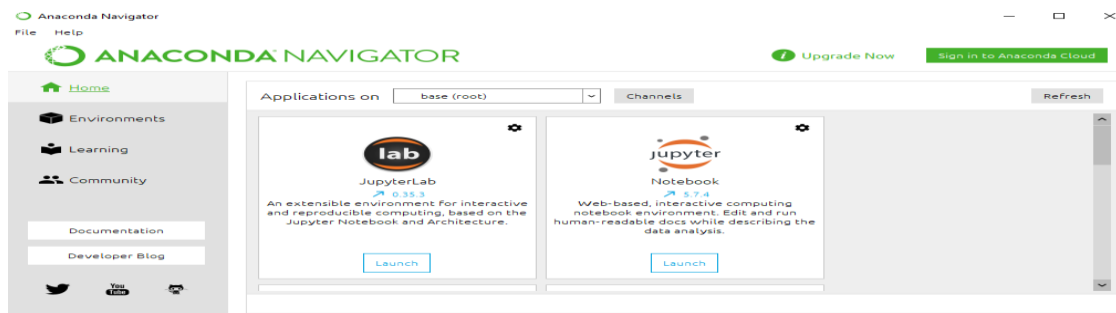 Anaconda Navigator
File Help
ANACONDA NAVIGATOR
Upgrade Now
Sign in to Anaconda Cloud
Home
Environments
Learning
Community
Documentation
Developer Blog
You
Tube
Applications on base (root) Channels Refresh
lab
JupyterLab
0.35.3
An extensible environment for interactive
and reproducible computing, based on the
Jupyter Notebook and Architecture.
Launch
jupyter
Notebook
5.7.4
Web-based, interactive computing
notebook environment. Edit and run
human-readable docs while describing the
data analysis.
Launch